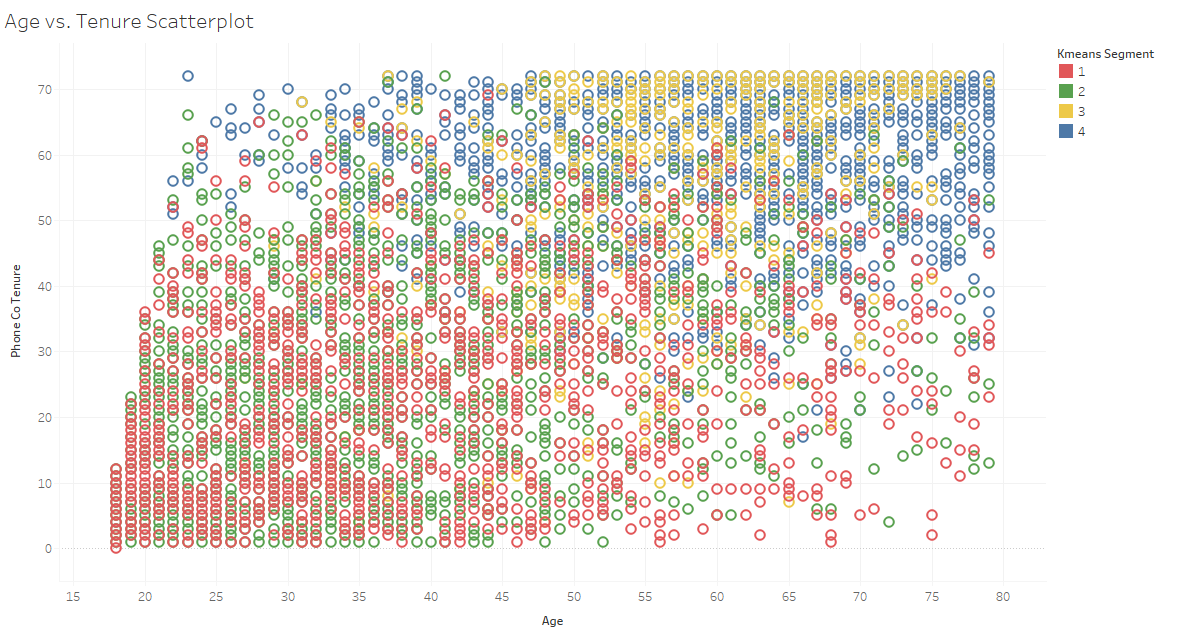 Age vs. Tenure Scatterplot
Kmeans Segment
1
2
3
4
Phone Co Tenure
70
60
50
40
30
20
10
0
15 20 25 30 35 40 45 50 55 60 65 70 75 80
Age